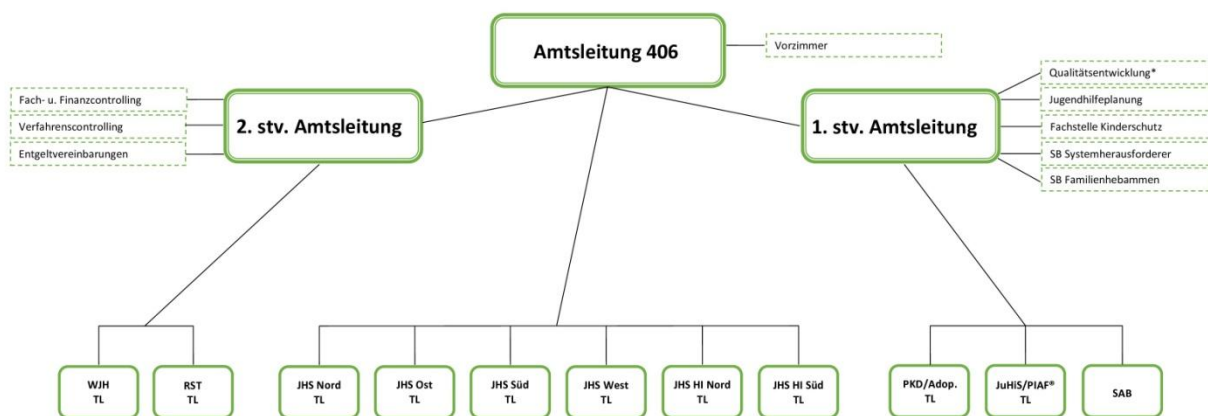 Amtsleitung 406
Vorzimmer
Fach- u. Finanzcontrolling
Verfahrenscontrolling
Entgeltvereinbarungen
2. stv. Amtsleitung
1. stv. Amtsleitung
Qualitätsentwicklung*
Jugendhilfeplanung
Fachstelle Kinderschutz
SB Systemherausforderer
SB Familienhebammen
WJH
TL
RST
TL
JHS Nord
TL
JHS Ost
TL
JHS Süd
TL
JHS West
TL
JHS HI Nord
TL
JHS HI Süd
TL
PKD/Adop.
TL
JuHiS/PIAF®
TL
SAB